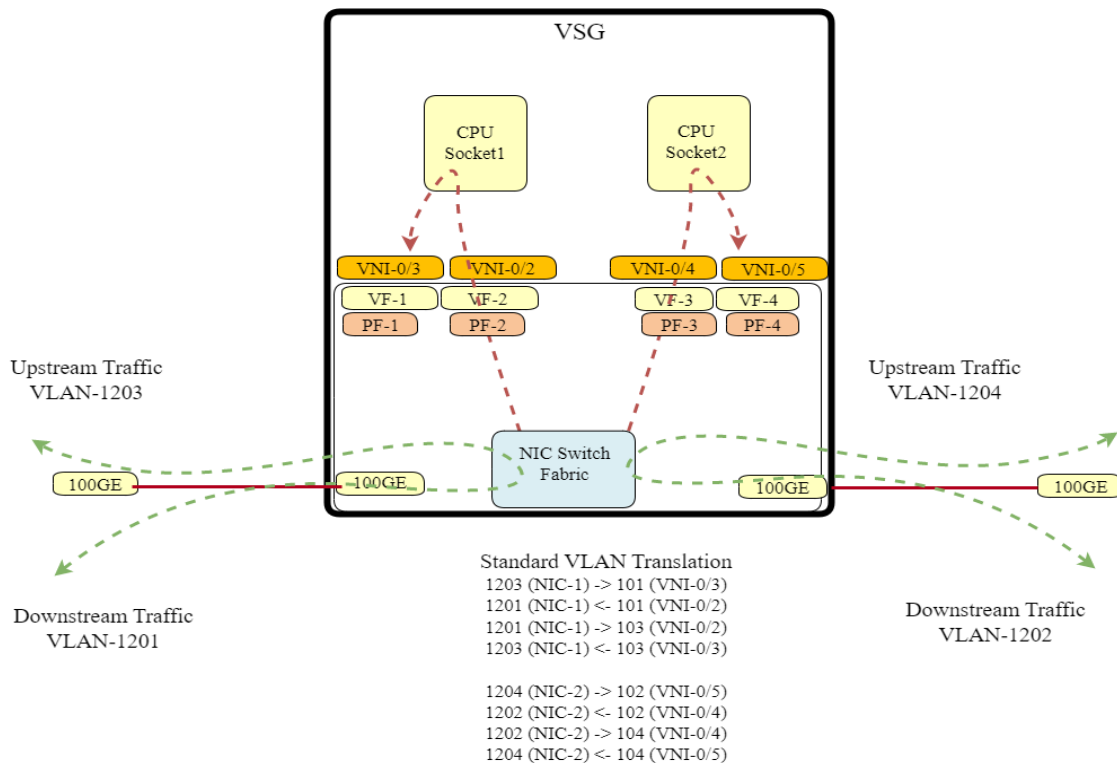 VSG
CPU
Socket1
CPU
Socket2
VNI-0/3
VNI-0/2
VNI-0/4
VNI-0/5
VF-1
VF-2
VF-3
VF-4
PF-1
PF-2
PF-3
PF-4
Upstream Traffic
VLAN-1203
Upstream Traffic
VLAN-1204
NIC Switch
Fabric
100GE
100GE
100GE
100GE
Downstream Traffic
VLAN-1201
Downstream Traffic
VLAN-1202
Standard VLAN Translation
1203 (NIC-1) -> 101 (VNI-0/3)
1201 (NIC-1) <- 101 (VNI-0/2)
1201 (NIC-1) -> 103 (VNI-0/2)
1203 (NIC-1) <- 103 (VNI-0/3)
1204 (NIC-2) -> 102 (VNI-0/5)
1202 (NIC-2) <- 102 (VNI-0/4)
1202 (NIC-2) -> 104 (VNI-0/4)
1204 (NIC-2) <- 104 (VNI-0/5)